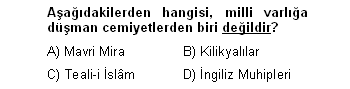 Aşağıdakilerden hangisi, milli varlığa
düşman cemiyetlerden biri değildir?
A) Mavri Mira B) Kilikyalılar
C) Teali-i İslâm D) İngiliz Muhipleri